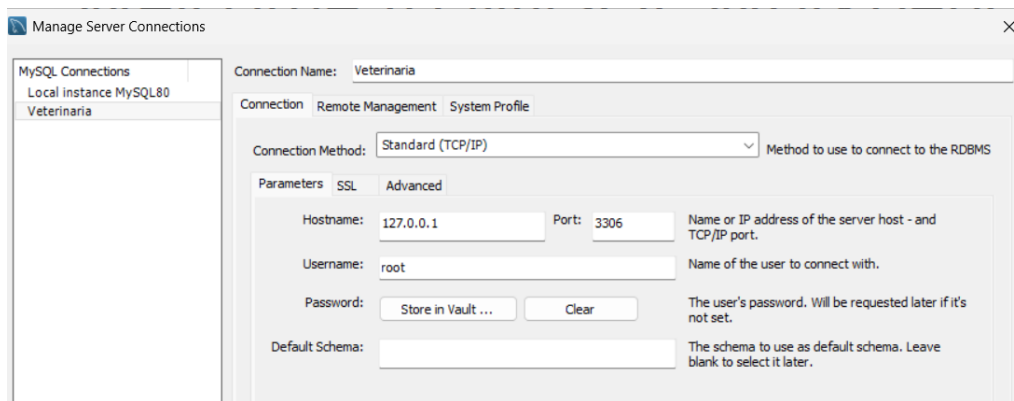 Manage Server Connections
MySQL Connections
Local instance MySQL80
Veterinaria
Connection Name: Veterinaria
Connection Remote Management System Profile
Connection Method: Standard (TCP/IP) Method to use to connect to the RDBMS
Parameters SSL Advanced
Hostname: 127.0.0.1 Port: 3306 Name or IP address of the server host - and
TCP/IP port.
Username: root Name of the user to connect with.
Password: Store in Vault ... Clear The user's password. Will be requested later if it's
not set.
Default Schema: The schema to use as default schema. Leave
blank to select it later.